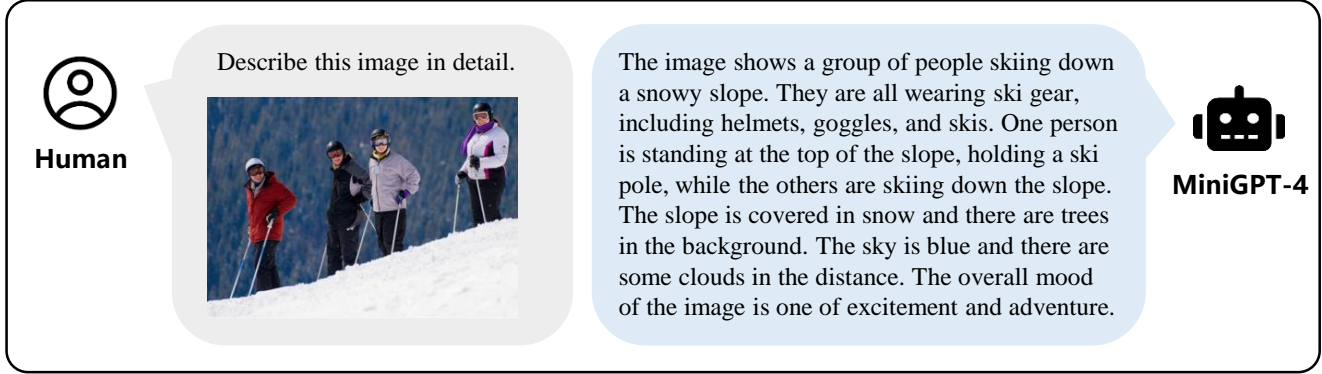 Describe this image in detail.
Human
The image shows a group of people skiing down
a snowy slope. They are all wearing ski gear,
including helmets, goggles, and skis. One person
is standing at the top of the slope, holding a ski
pole, while the others are skiing down the slope.
The slope is covered in snow and there are trees
in the background. The sky is blue and there are
some clouds in the distance. The overall mood
of the image is one of excitement and adventure.
MiniGPT-4